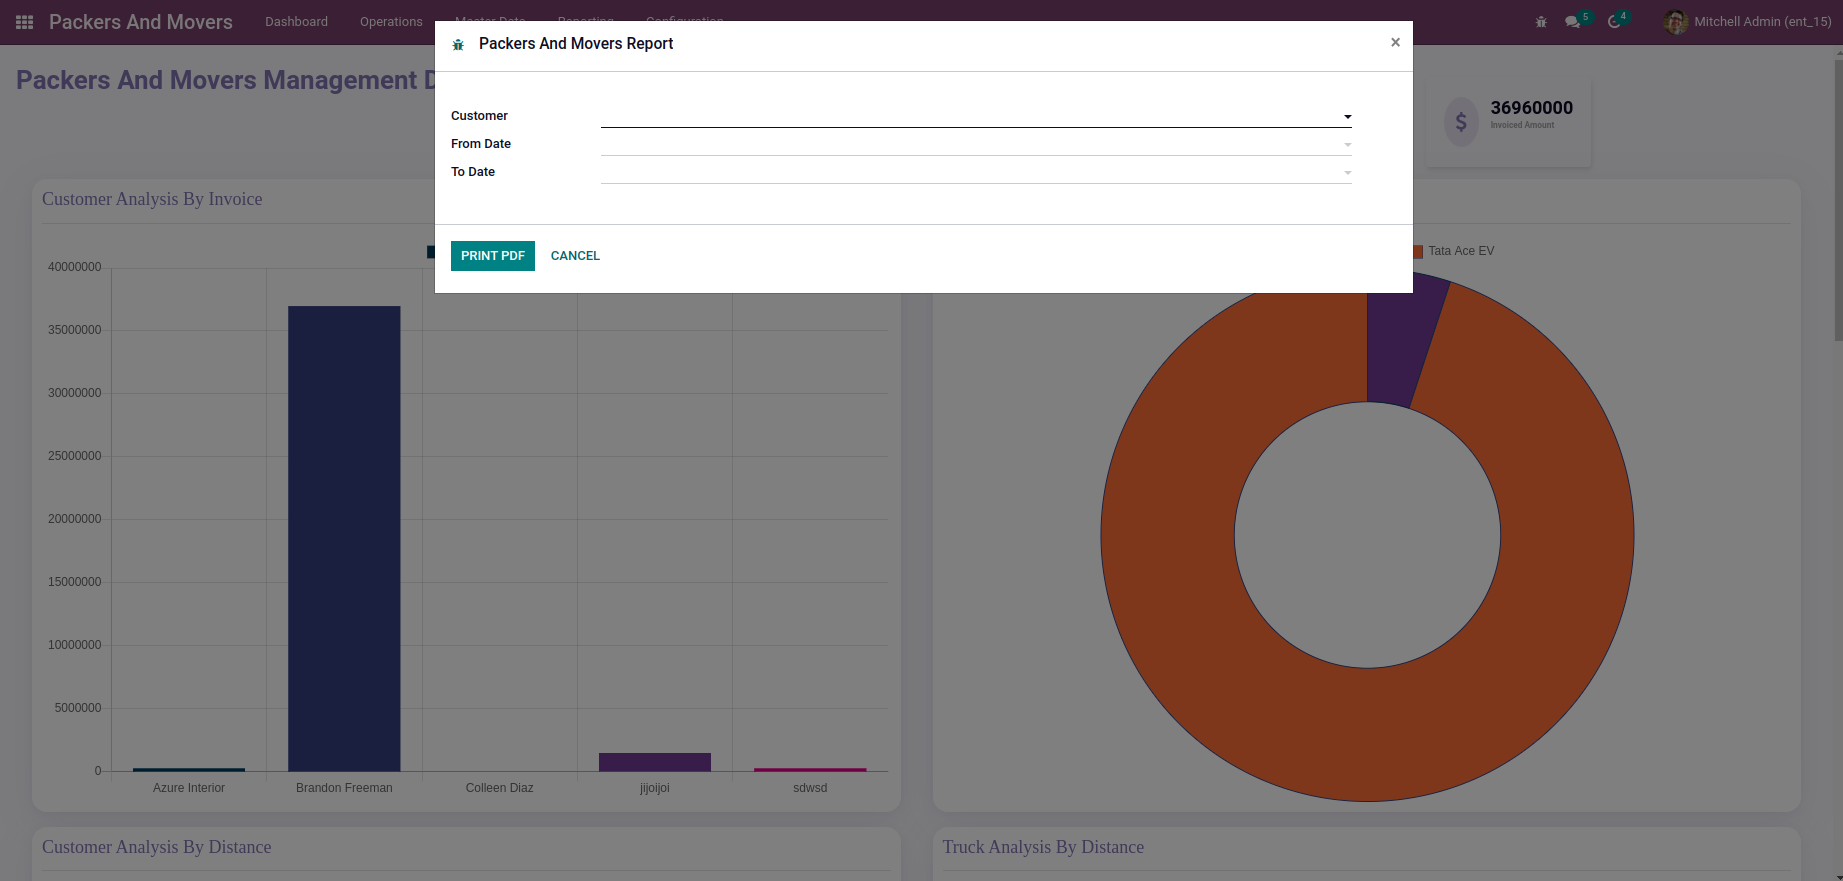 Packers And Movers
Dashboard
Operations
Master Data
Reporting
Configuration
5
4
Mitchell Admin (ent_15)
Packers And Movers Report
×
Packers And Movers Management
Customer
From Date
To Date
PRINT PDF
CANCEL
$
36960000
Invoiced Amount
Customer Analysis By Invoice
40000000
35000000
30000000
25000000
20000000
15000000
10000000
5000000
0
Azure Interior
Brandon Freeman
Colleen Diaz
jijoijoi
sdwsd
Tata Ace EV
Customer Analysis By Distance
Truck Analysis By Distance